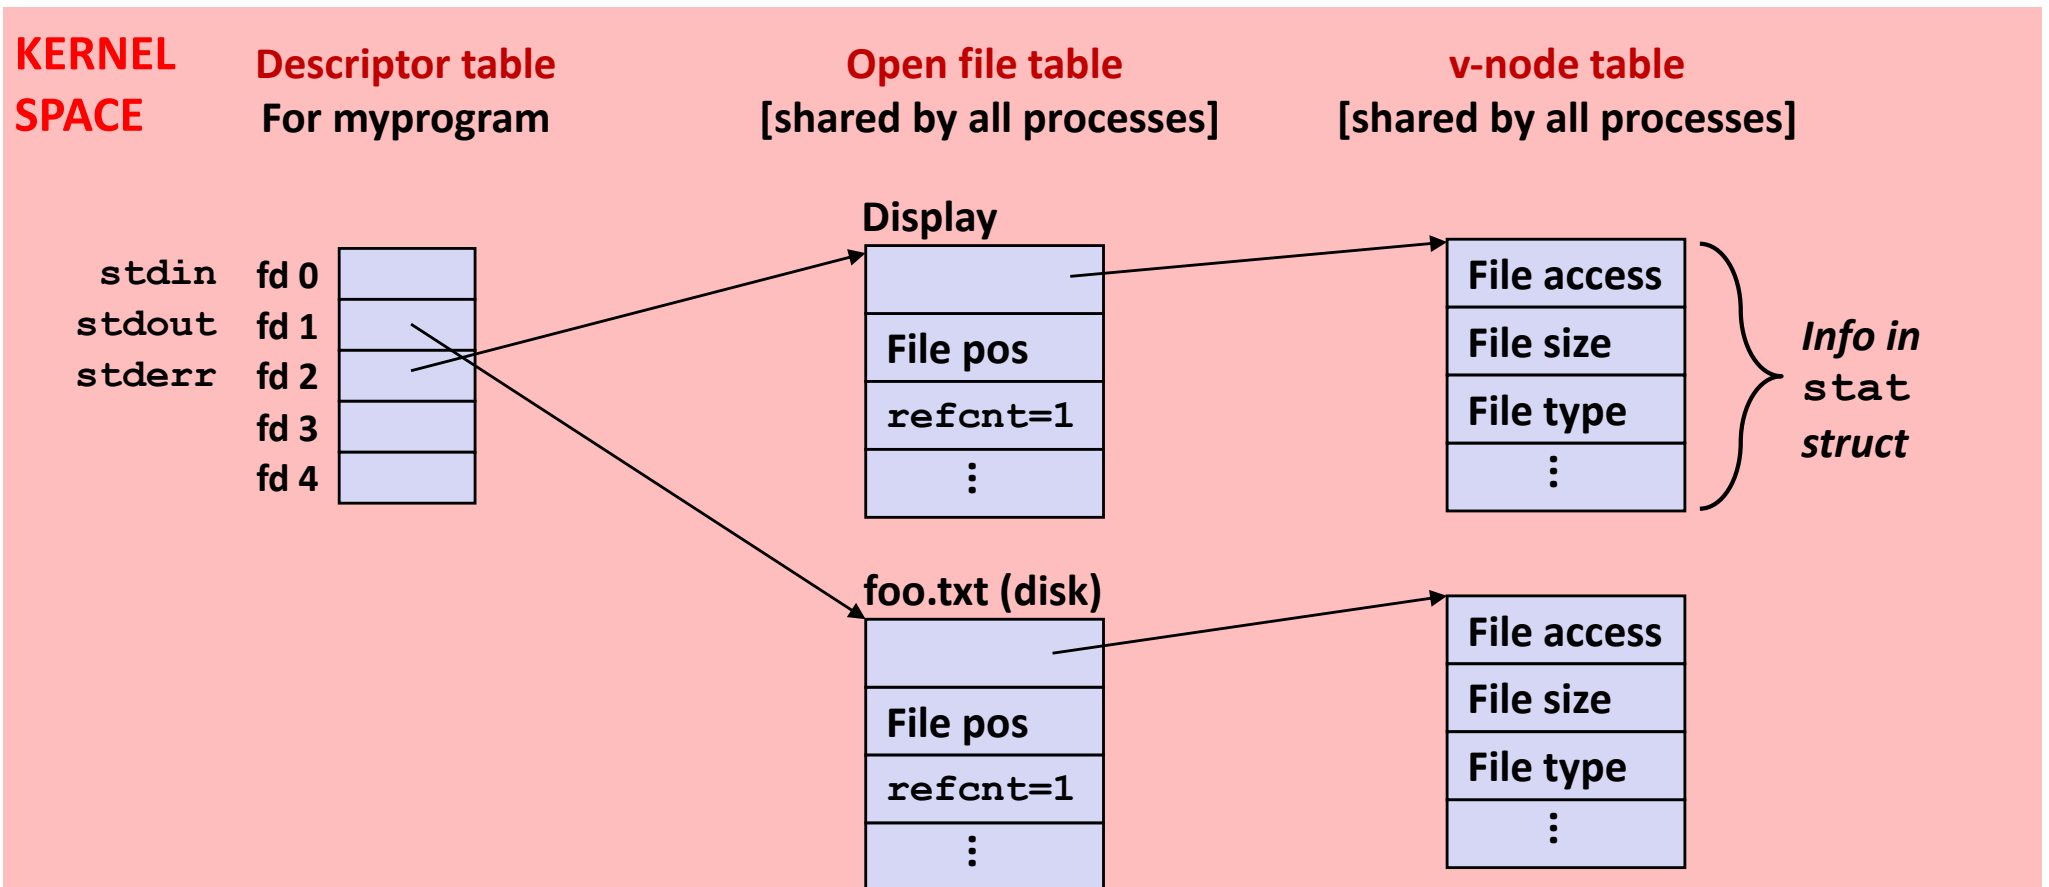 KERNEL
SPACE
Descriptor table
For myprogram
Open file table
[shared by all processes]
v-node table
[shared by all processes]
stdin fd 0
stdout fd 1
stderr fd 2
fd 3
fd 4
Display
File pos
refcnt=1
⋮
File access
File size
File type
⋮
Info in
stat
struct
foo.txt (disk)
File pos
refcnt=1
⋮
File access
File size
File type
⋮